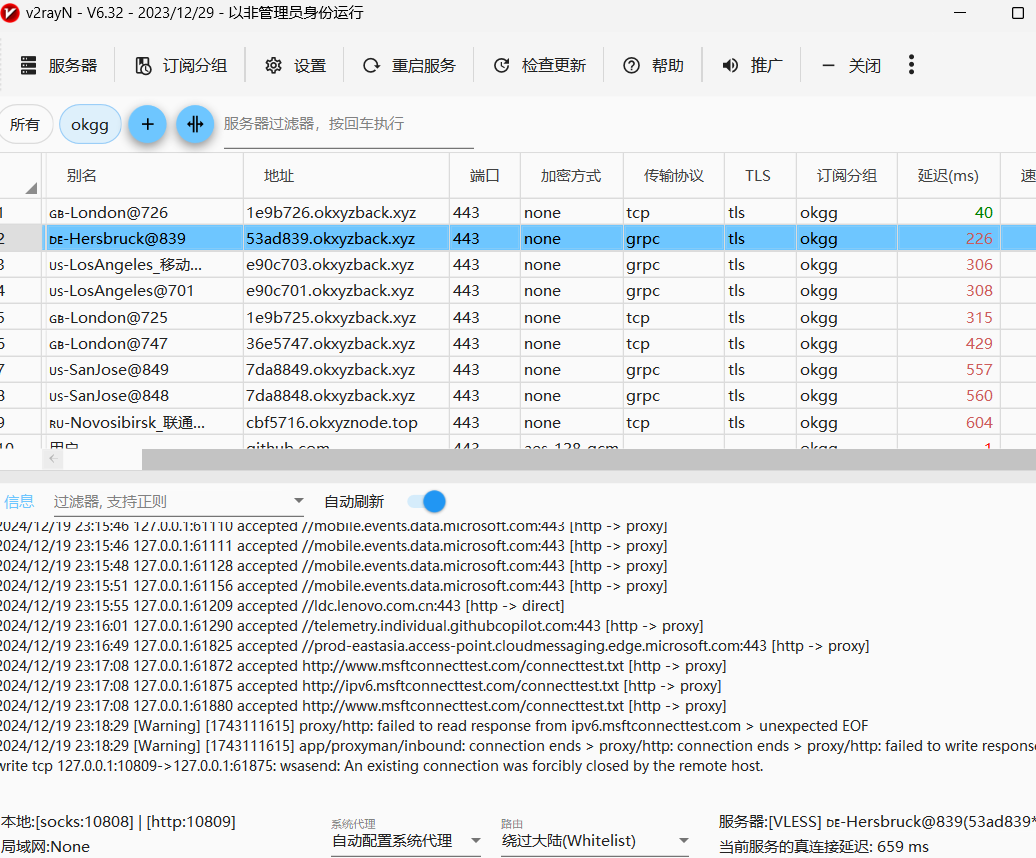 v2rayN - V6.32 - 2023/12/29 - 以非管理员身份运行
服务器 订阅分组 设置 重启服务 检查更新 帮助 推广 关闭
所有 okgg 服务器过滤器，按回车执行
别名 地址 端口 加密方式 传输协议 TLS 订阅分组 延迟(ms) 速
1 GB-London@726 1e9b726.okxyzback.xyz 443 none tcp tls okgg 40
2 DE-Hersbruck@839 53ad839.okxyzback.xyz 443 none grpc tls okgg 226
3 US-LosAngeles_移动... e90c703.okxyzback.xyz 443 none grpc tls okgg 306
4 US-LosAngeles@701 e90c701.okxyzback.xyz 443 none grpc tls okgg 308
5 GB-London@725 1e9b725.okxyzback.xyz 443 none tcp tls okgg 315
6 GB-London@747 36e5747.okxyzback.xyz 443 none tcp tls okgg 429
7 US-SanJose@849 7da8849.okxyzback.xyz 443 none grpc tls okgg 557
8 US-SanJose@848 7da8848.okxyzback.xyz 443 none grpc tls okgg 560
9 RU-Novosibirsk_联通... cbf5716.okxyznode.top 443 none tcp tls okgg 604
10 用户 github.com 443 aes-128-gcm okgg -1
信息 过滤器, 支持正则 自动刷新
2024/12/19 23:15:46 127.0.0.1:61110 accepted //mobile.events.data.microsoft.com:443 [http -> proxy]
2024/12/19 23:15:46 127.0.0.1:61111 accepted //mobile.events.data.microsoft.com:443 [http -> proxy]
2024/12/19 23:15:48 127.0.0.1:61128 accepted //mobile.events.data.microsoft.com:443 [http -> proxy]
2024/12/19 23:15:51 127.0.0.1:61156 accepted //mobile.events.data.microsoft.com:443 [http -> proxy]
2024/12/19 23:15:55 127.0.0.1:61209 accepted //ldc.lenovo.com.cn:443 [http -> direct]
2024/12/19 23:16:01 127.0.0.1:61290 accepted //telemetry.individual.githubcopilot.com:443 [http -> proxy]
2024/12/19 23:16:49 127.0.0.1:61825 accepted //prod-eastasia.access-point.cloudmessaging.edge.microsoft.com:443 [http -> proxy]
2024/12/19 23:17:08 127.0.0.1:61872 accepted http://www.msftconnecttest.com/connecttest.txt [http -> proxy]
2024/12/19 23:17:08 127.0.0.1:61875 accepted http://ipv6.msftconnecttest.com/connecttest.txt [http -> proxy]
2024/12/19 23:17:08 127.0.0.1:61880 accepted http://www.msftconnecttest.com/connecttest.txt [http -> proxy]
2024/12/19 23:18:29 [Warning] [1743111615] proxy/http: failed to read response from ipv6.msftconnecttest.com > unexpected EOF
2024/12/19 23:18:29 [Warning] [1743111615] app/proxyman/inbound: connection ends > proxy/http: connection ends > proxy/http: failed to write response
write tcp 127.0.0.1:10809->127.0.0.1:61875: wsasend: An existing connection was forcibly closed by the remote host.
本地:[socks:10808] | [http:10809] 系统代理 自动配置系统代理 路由 绕过大陆(Whitelist) 服务器:[VLESS] DE-Hersbruck@839(53ad839*
局域网:None 当前服务的真连接延迟: 659 ms